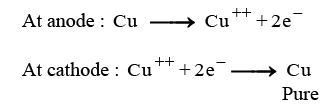 At anode : Cu ⟶ Cu⁺⁺ + 2e⁻
At cathode : Cu⁺⁺ + 2e⁻ ⟶ Cu
Pure